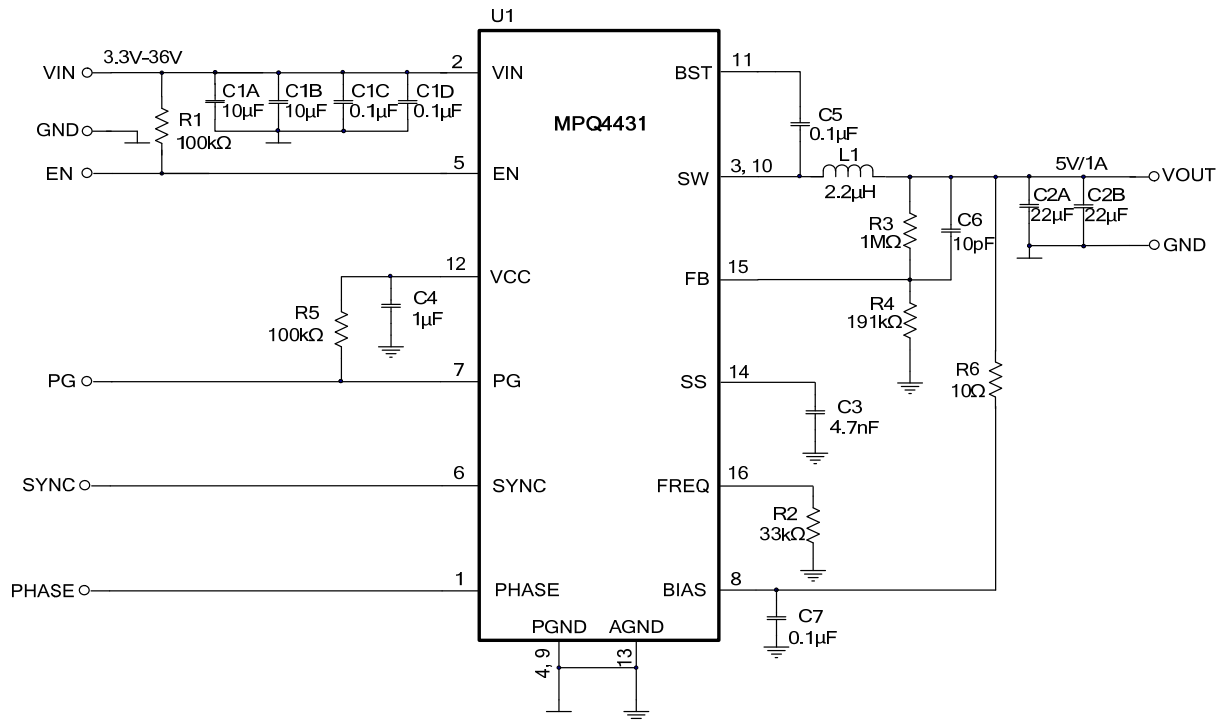 U1
MPQ4431
3.3V–36V
VIN
2
VIN
C1A
10µF
C1B
10µF
C1C
0.1µF
C1D
0.1µF
R1
100kΩ
GND
EN
5
EN
12
VCC
C4
1µF
R5
100kΩ
PG
7
PG
SYNC
6
SYNC
PHASE
1
PHASE
PGND
AGND
4, 9
13
BST
11
C5
0.1µF
SW
3, 10
L1
2.2µH
5V/1A
VOUT
C2A
22µF
C2B
22µF
GND
R3
1MΩ
C6
10pF
FB
15
R4
191kΩ
SS
14
C3
4.7nF
R6
10Ω
FREQ
16
R2
33kΩ
BIAS
8
C7
0.1µF